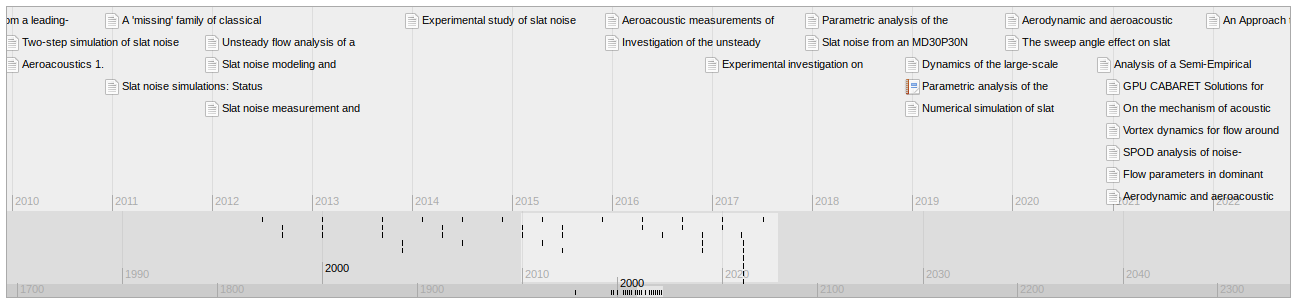 om a leading-
A 'missing' family of classical
Experimental study of slat noise
Aeroacoustic measurements of
Parametric analysis of the
Aerodynamic and aeroacoustic
An Approach t
Two-step simulation of slat noise
Unsteady flow analysis of a
Investigation of the unsteady
Slat noise from an MD30P30N
The sweep angle effect on slat
Aeroacoustics 1.
Slat noise modeling and
Experimental investigation on
Dynamics of the large-scale
Analysis of a Semi-Empirical
Slat noise simulations: Status
Parametric analysis of the
GPU CABARET Solutions for
Slat noise measurement and
Numerical simulation of slat
On the mechanism of acoustic
Vortex dynamics for flow around
SPOD analysis of noise-
Flow parameters in dominant
Aerodynamic and aeroacoustic
2010 2011 2012 2013 2014 2015 2016 2017 2018 2019 2020 2021 2022
1990 2000 2010 2020 2030 2040
1700 1800 1900 2000 2100 2200 2300